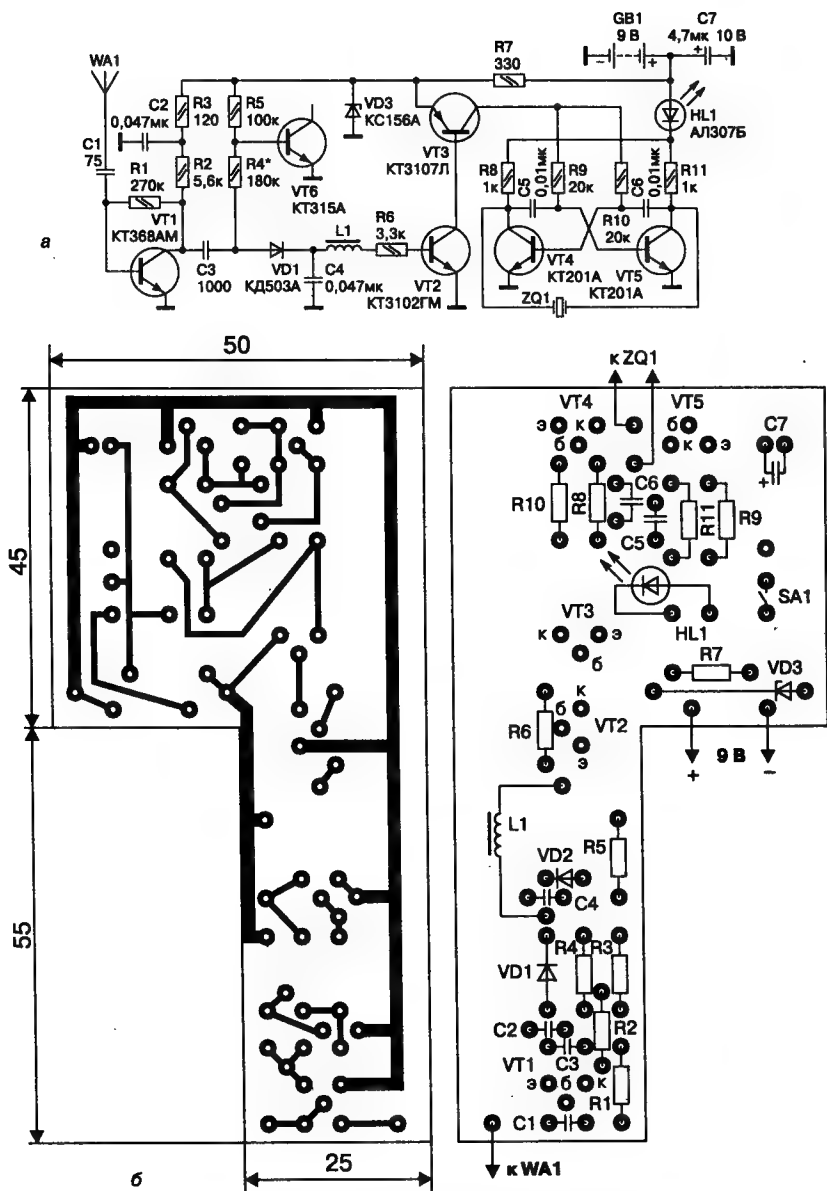 GB1
9 В
C7
4,7мк 10 В
−
+
+
WA1
R7
330
C2
0,047мк
R3
120
R5
100к
VD3
КС156А
HL1
АЛ307Б
VT3
КТ3107Л
R8
1к
C5
0,01мк
R9
20к
C6
0,01мк
R11
1к
C1
75
R1
270к
R2
5,6к
R4*
180к
VT6
КТ315А
а
VT1
КТ368АМ
L1
R6
3,3к
R10
20к
VT4
КТ201А
VT5
КТ201А
C3
1000
VD1
КД503А
C4
0,047мк
VT2
КТ3102ГМ
ZQ1
50
45
55
25
б
к ZQ1
VT4
VT5
э
к
б
б
к
э
C7
+
R10
R8
C6
C5
R11
R9
SA1
HL1
VT3
к
э
б
R7
VD3
R6
к
б
э
VT2
+
9 В
−
L1
R5
VD2
C4
R4
R3
VD1
C2
C3
R2
VT1
э
б
к
R1
C1
к WA1